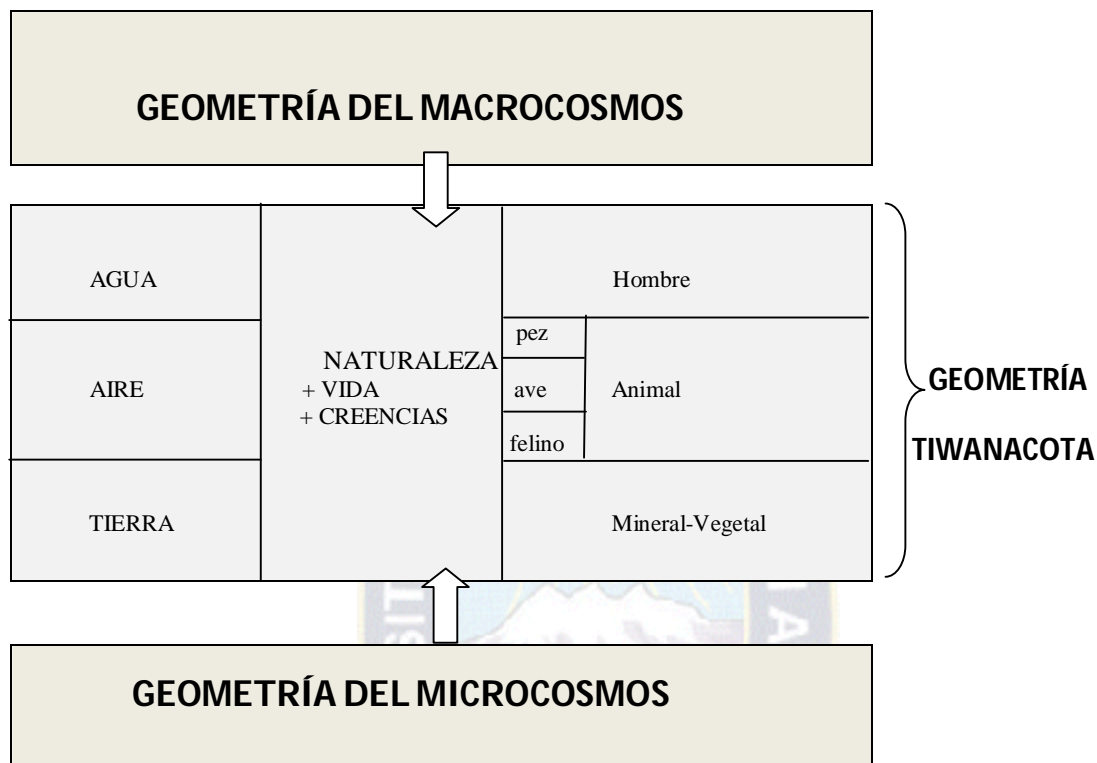 GEOMETRÍA DEL MACROCOSMOS
AGUA
AIRE
TIERRA
NATURALEZA
+ VIDA
+ CREENCIAS
Hombre
pez
ave
felino
Animal
Mineral-Vegetal
GEOMETRÍA
TIWANACOTA
GEOMETRÍA DEL MICROCOSMOS